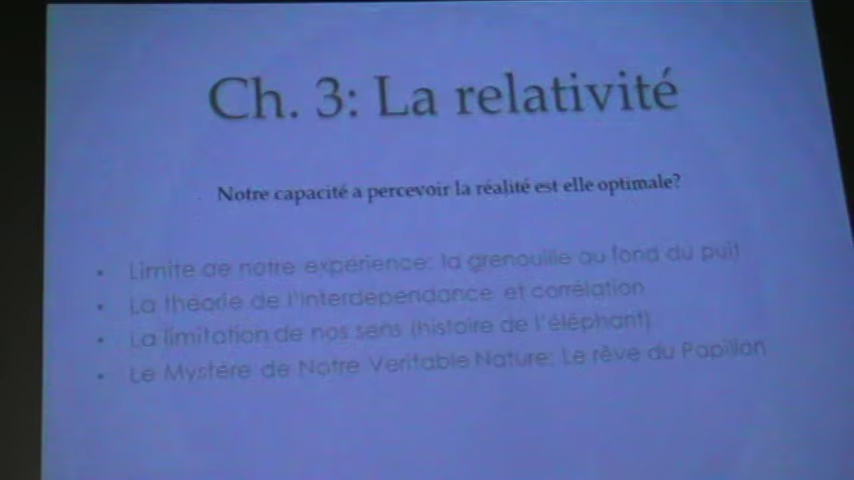 Ch. 3: La relativité
Notre capacité a percevoir la réalité est elle optimale?
• Limite de notre expérience: la grenouille au fond du puit
• La théorie de l'interdependance et corrélation
• La limitation de nos sens (histoire de l'éléphant)
• Le Mystére de Notre Veritable Nature: Le rêve du Papillon